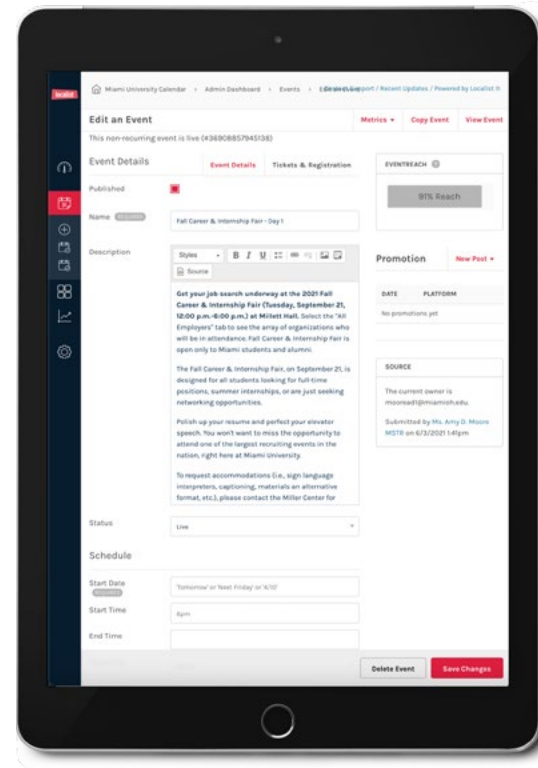 localist
Miami University Calendar > Admin Dashboard > Events >
Support / Recent Updates / Powered by Localist
Edit an Event
Metrics
Copy Event
View Event
This non-recurring event is live (#36908857945138)
Event Details
Event Details
Tickets & Registration
Published
Name REQUIRED
Fall Career & Internship Fair - Day 1
Description
Styles
B I U
Source
Get your job search underway at the 2021 Fall
Career & Internship Fair (Tuesday, September 21,
12:00 p.m.-6:00 p.m.) at Millett Hall. Select the "All
Employers" tab to see the array of organizations who
will be in attendance. Fall Career & Internship Fair is
open only to Miami students and alumni.
The Fall Career & Internship Fair, on September 21, is
designed for all students looking for full-time
positions, summer internships, or are just seeking
networking opportunities.
Polish up your resume and perfect your elevator
speech. You won't want to miss the opportunity to
attend one of the largest recruiting events in the
nation, right here at Miami University.
To request accommodations (i.e., sign language
interpreters, captioning, materials an alternative
format, etc.), please contact the Miller Center for
Status
Live
Schedule
Start Date
REQUIRED
'Tomorrow' or 'Next Friday' or '4/10'
Start Time
6pm
End Time
EVENTREACH
91% Reach
Promotion
New Post
DATE PLATFORM
No promotions yet
SOURCE
The current owner is
mooread1@miamioh.edu.
Submitted by Ms. Amy D. Moore
MSTR on 6/3/2021 1:41pm
Delete Event
Save Changes